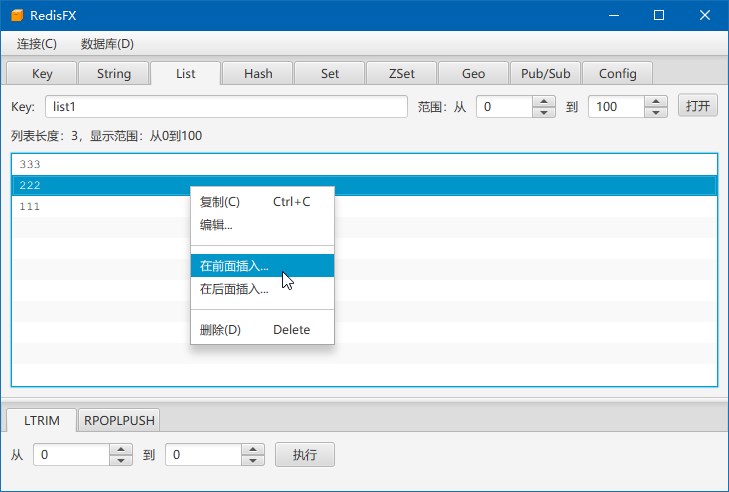 RedisFX
连接(C) 数据库(D)
Key String List Hash Set ZSet Geo Pub/Sub Config
Key: list1 范围: 从 0 到 100 打开
列表长度: 3, 显示范围: 从0到100
333
222
111
复制(C) Ctrl+C
编辑...
在前面插入...
在后面插入...
删除(D) Delete
LTRIM RPOPLPUSH
从 0 到 0 执行